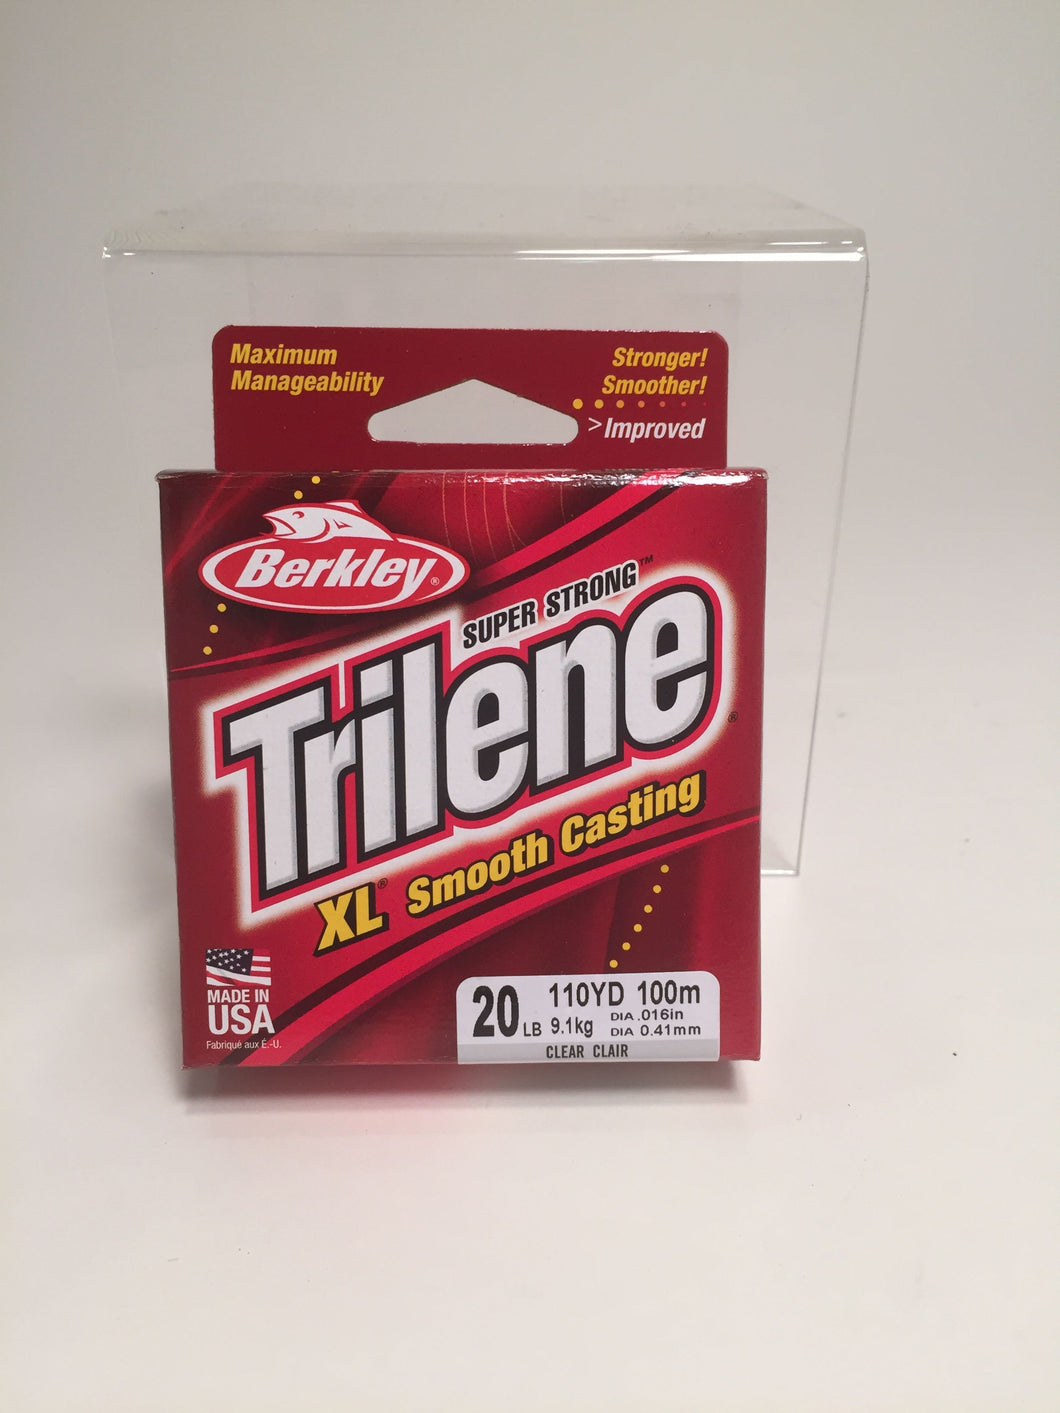 Maximum
Manageability
Stronger!
Smoother!
>Improved
Berkley®
SUPER STRONG™
Trilene®
XL® Smooth Casting
MADE IN
USA
Fabriqué aux É.-U.
20 LB 9.1kg
110YD 100m
DIA .016in
DIA 0.41mm
CLEAR CLAIR